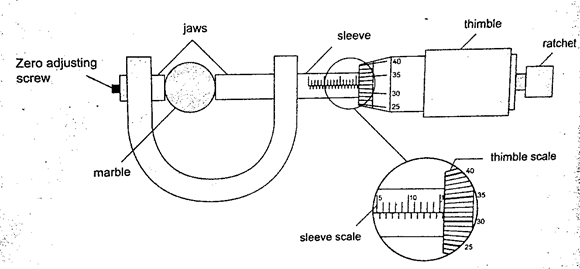 jaws
sleeve
thimble
ratchet
Zero adjusting
screw
40
35
30
25
marble
thimble scale
40
5
10
35
30
25
sleeve scale